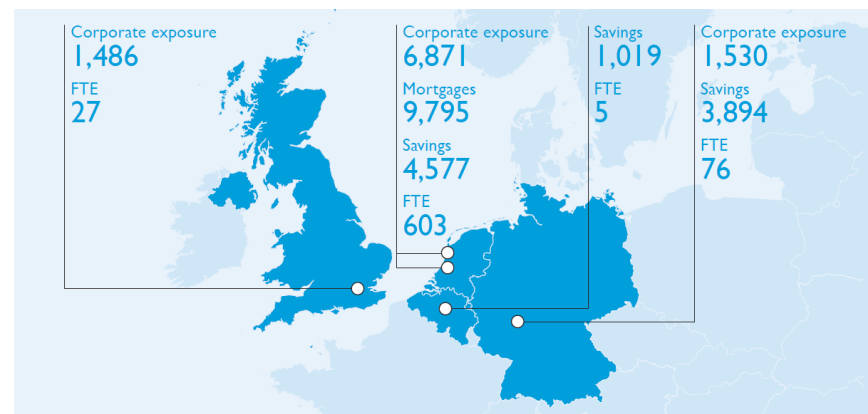 Corporate exposure
1,486
FTE
27
Corporate exposure
6,871
Mortgages
9,795
Savings
4,577
FTE
603
Savings
1,019
FTE
5
Corporate exposure
1,530
Savings
3,894
FTE
76